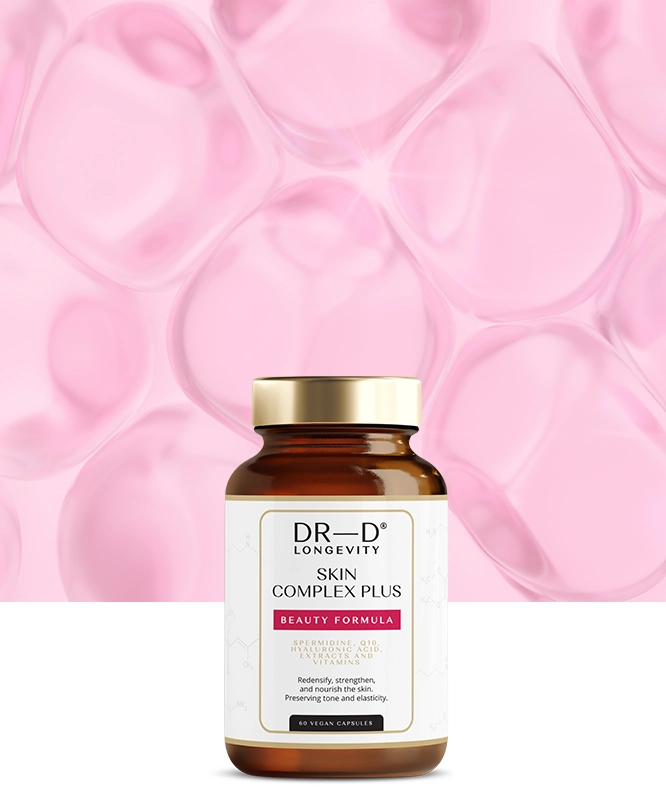 DR—D®
LONGEVITY
SKIN
COMPLEX PLUS
BEAUTY FORMULA
SPERMIDINE, Q10,
HYALURONIC ACID,
EXTRACTS AND
VITAMINS
Redensify, strengthen,
and nourish the skin.
Preserving tone and elasticity.
60 VEGAN CAPSULES